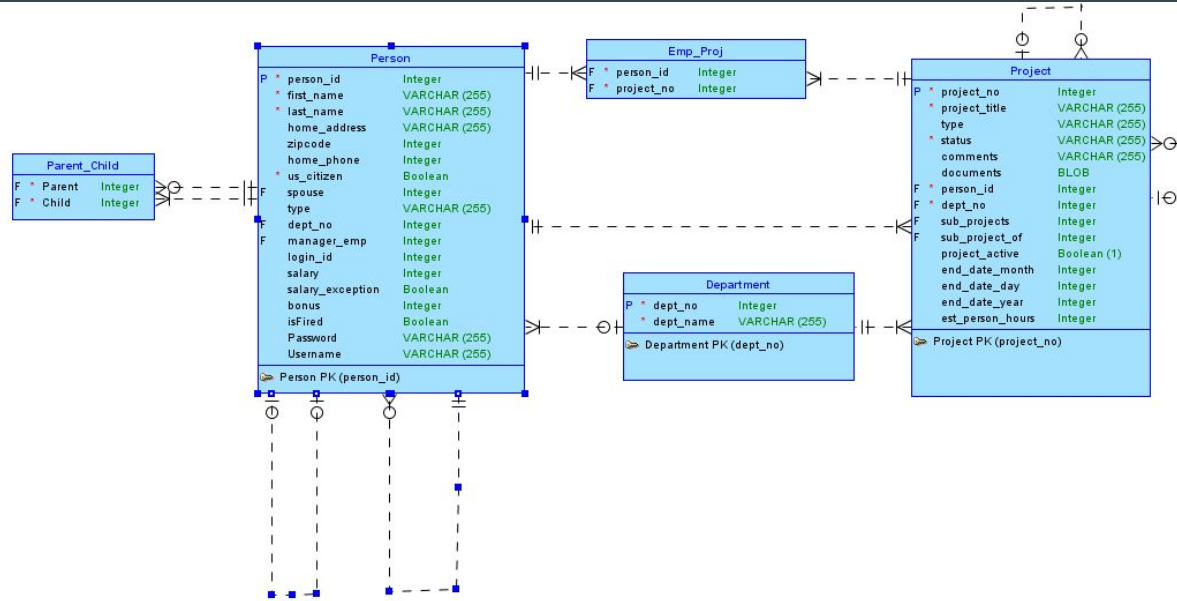 Parent_Child
F * Parent Integer
F * Child Integer
Person
P * person_id Integer
* first_name VARCHAR (255)
* last_name VARCHAR (255)
home_address VARCHAR (255)
zipcode Integer
home_phone Integer
* us_citizen Boolean
F spouse Integer
type VARCHAR (255)
F dept_no Integer
F manager_emp Integer
login_id Integer
salary Integer
salary_exception Boolean
bonus Integer
isFired Boolean
Password VARCHAR (255)
Username VARCHAR (255)
Person PK (person_id)
Emp_Proj
F * person_id Integer
F * project_no Integer
Department
P * dept_no Integer
* dept_name VARCHAR (255)
Department PK (dept_no)
Project
P * project_no Integer
* project_title VARCHAR (255)
type VARCHAR (255)
* status VARCHAR (255)
comments VARCHAR (255)
documents BLOB
F * person_id Integer
F * dept_no Integer
F sub_projects Integer
F sub_project_of Integer
project_active Boolean (1)
end_date_month Integer
end_date_day Integer
end_date_year Integer
est_person_hours Integer
Project PK (project_no)